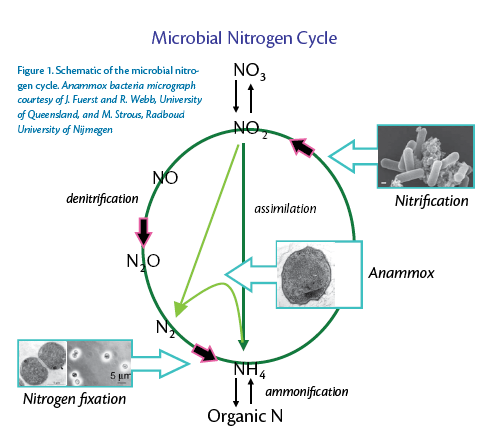 Microbial Nitrogen Cycle
Figure 1. Schematic of the microbial nitro-
gen cycle. Anammox bacteria micrograph
courtesy of J. Fuerst and R. Webb, University
of Queensland, and M. Strous, Radboud
University of Nijmegen
NO3
NO2
NO
denitrification
assimilation
Nitrification
N2O
Anammox
N2
5 µm
NH4
Nitrogen fixation
ammonification
Organic N